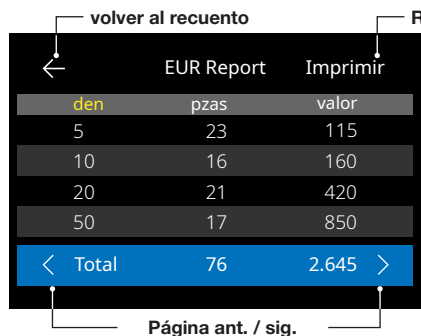 volver al recuento R
EUR Report Imprimir
den pzas valor
5 23 115
10 16 160
20 21 420
50 17 850
Total 76 2.645
Página ant. / sig.